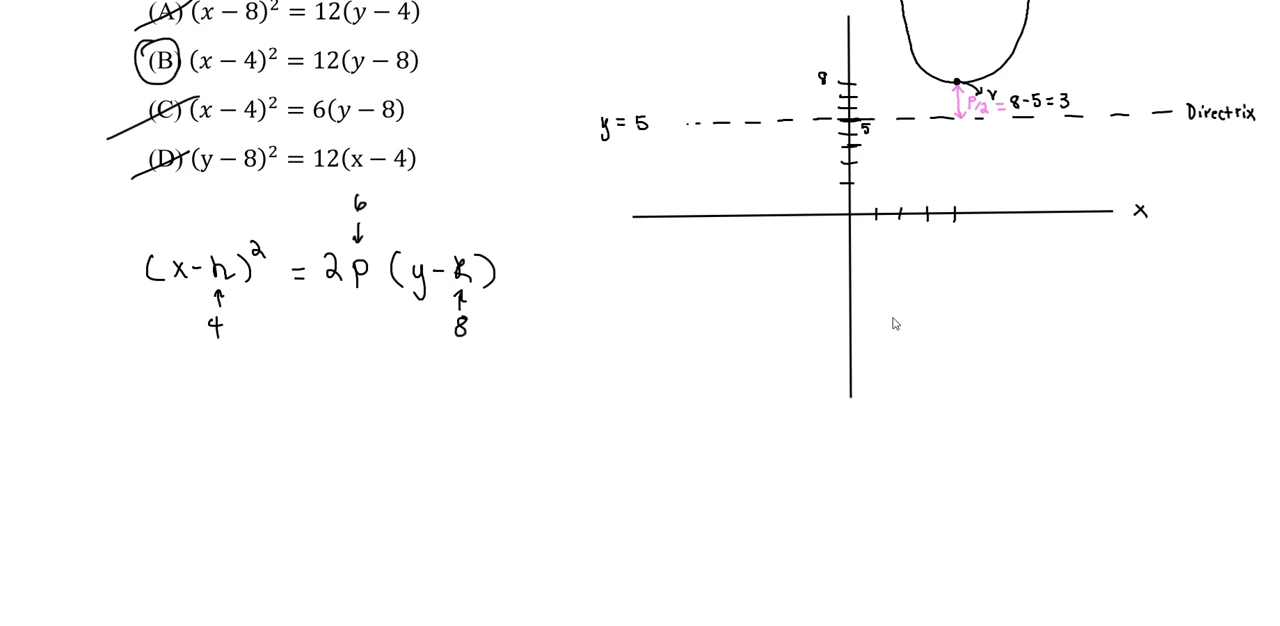 (A) (x − 8)² = 12(y − 4)
(B) (x − 4)² = 12(y − 8)
(C) (x − 4)² = 6(y − 8)
(D) (y − 8)² = 12(x − 4)
6
↓
(x-h)² = 2p (y-k)
↑ ↑
4 8
8
v
P/2 = 8-5=3
y = 5
5
Directrix
x